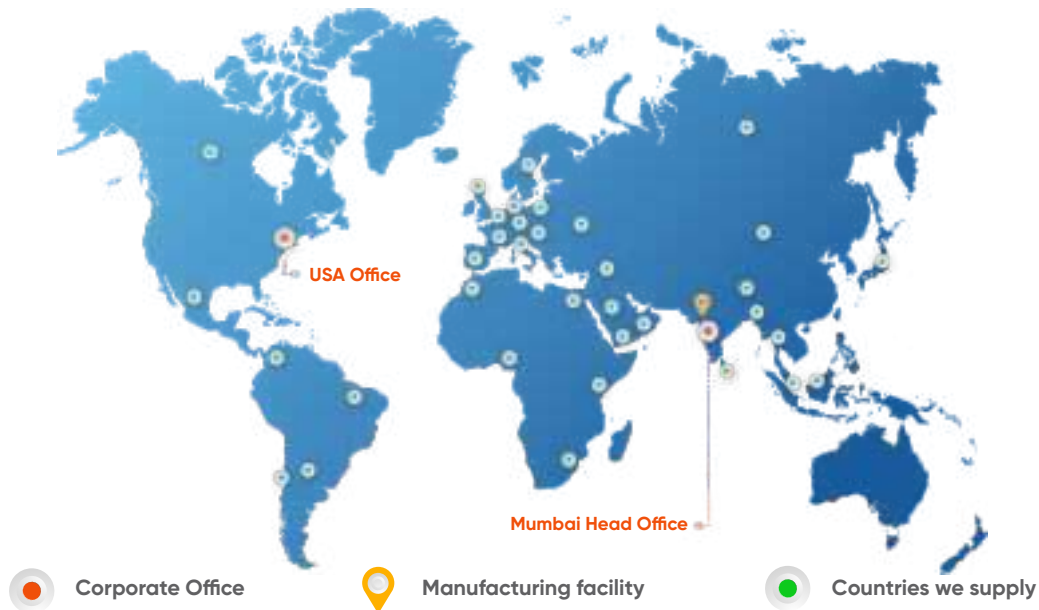 USA Office
Mumbai Head Office
Corporate Office
Manufacturing facility
Countries we supply